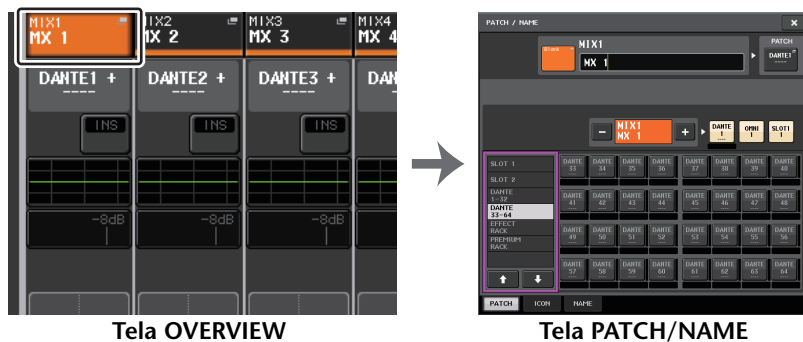 MIX1
MX 1
MIX2
MX 2
MIX3
MX 3
MIX4
MX 4
DANTE1 +
----
DANTE2 +
----
DANTE3 +
----
DAN
INS
INS
INS
-8dB
-8dB
-8dB
Tela OVERVIEW
PATCH / NAME
Blank
MIX1
MX 1
PATCH
DANTE1
----
- MIX1 +
MX 1
DANTE 1
OMNI 1
SLOT1 1
SLOT 1
SLOT 2
DANTE 1-32
DANTE 33-64
EFFECT RACK
PREMIUM RACK
DANTE 33 DANTE 34 DANTE 35 DANTE 36 DANTE 37 DANTE 38 DANTE 39 DANTE 40
DANTE 41 DANTE 42 DANTE 43 DANTE 44 DANTE 45 DANTE 46 DANTE 47 DANTE 48
DANTE 49 DANTE 50 DANTE 51 DANTE 52 DANTE 53 DANTE 54 DANTE 55 DANTE 56
DANTE 57 DANTE 58 DANTE 59 DANTE 60 DANTE 61 DANTE 62 DANTE 63 DANTE 64
PATCH ICON NAME
Tela PATCH/NAME